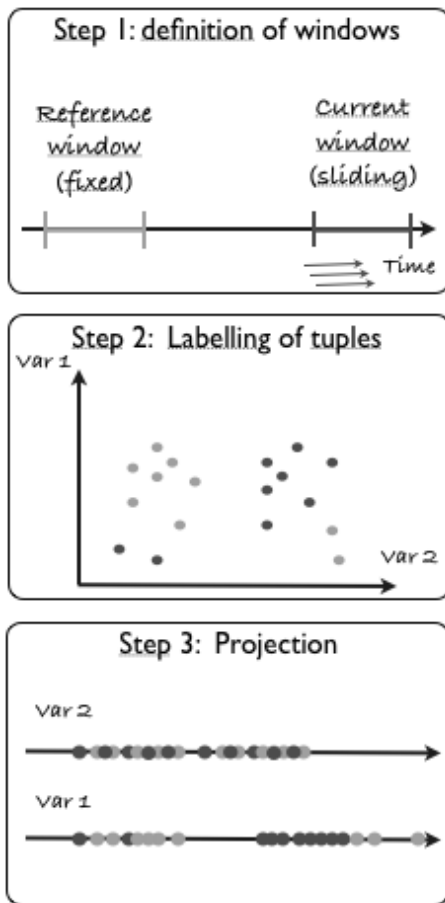 Step 1: definition of windows
Reference
window
(fixed)
Current
window
(sliding)
Time
Step 2: Labelling of tuples
Var 1
Var 2
Step 3: Projection
Var 2
Var 1